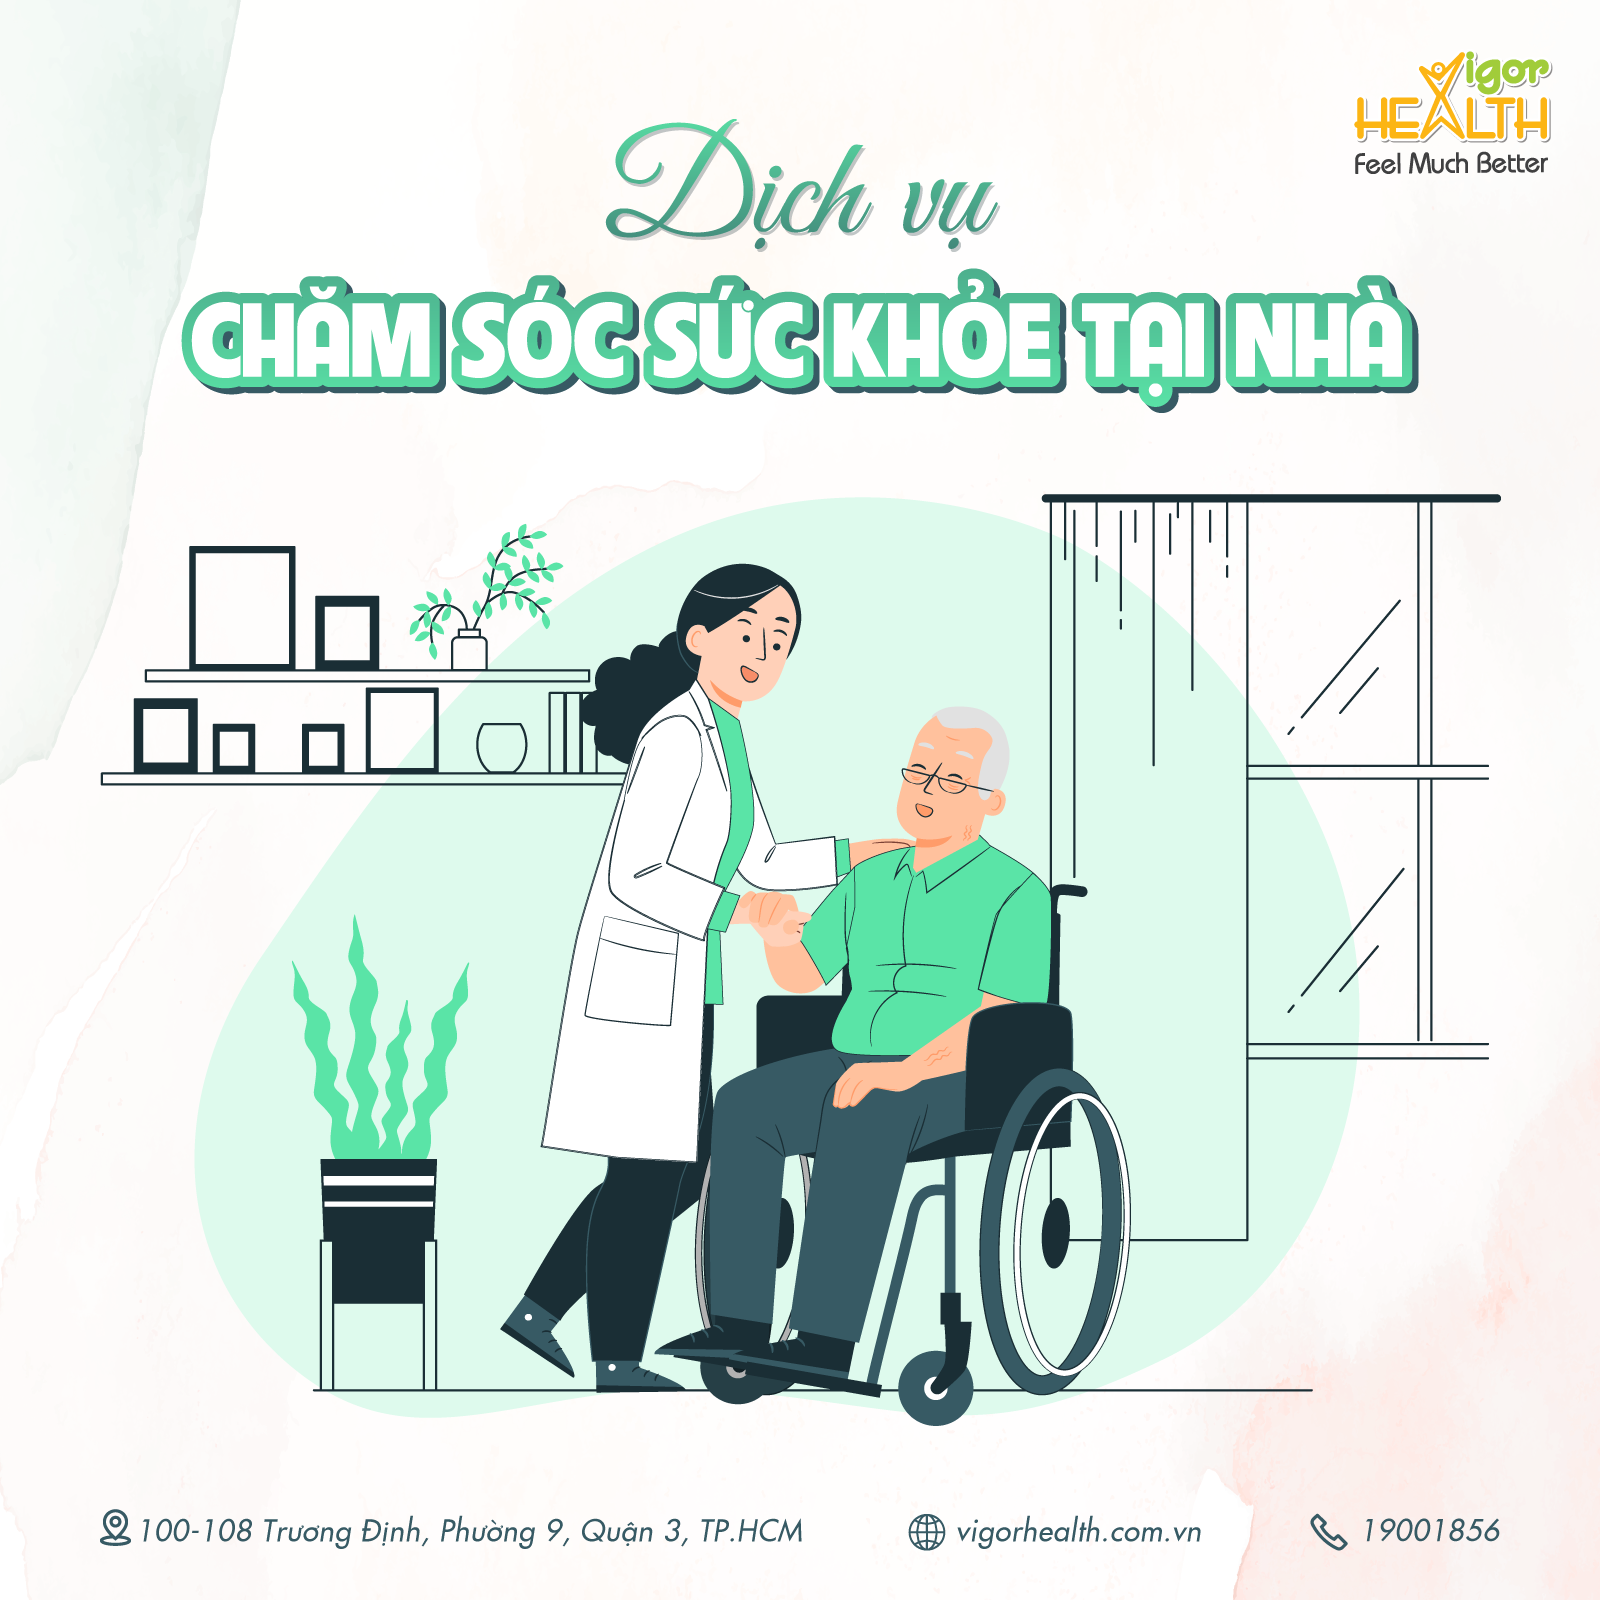 Vigor
HEALTH
Feel Much Better
Dịch vụ
CHĂM SÓC SỨC KHỎE TẠI NHÀ
100-108 Trương Định, Phường 9, Quận 3, TP.HCM
vigorhealth.com.vn
19001856